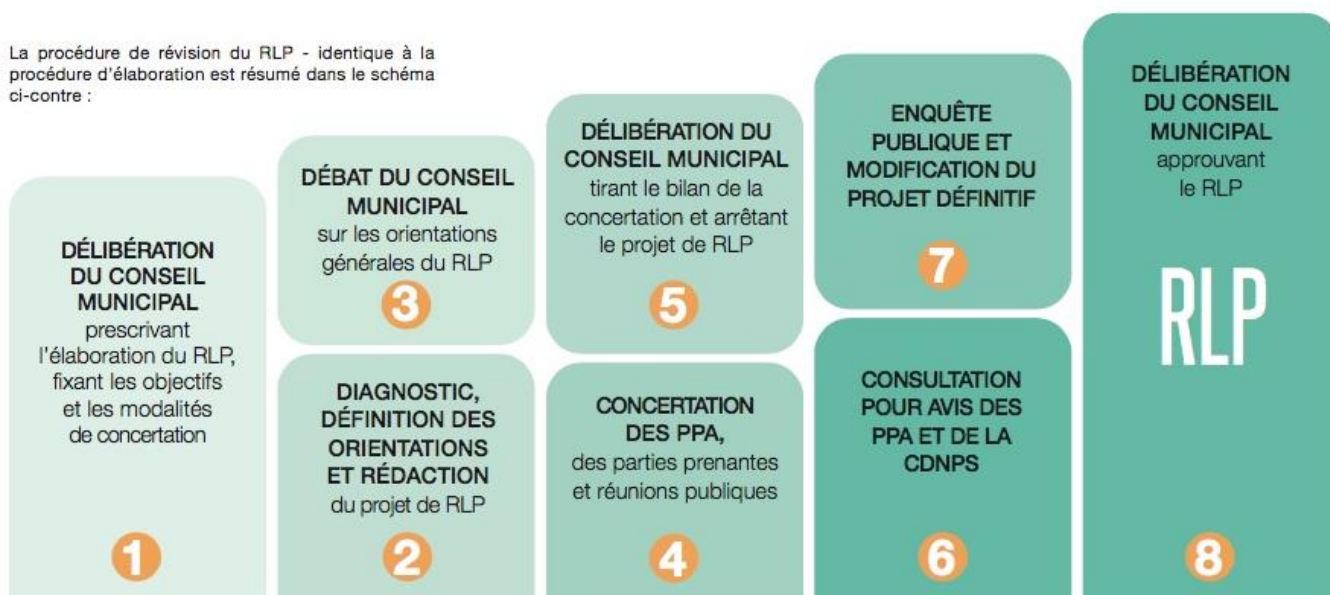 La procédure de révision du RLP - identique à la
procédure d'élaboration est résumé dans le schéma
ci-contre :
DÉLIBÉRATION
DU CONSEIL
MUNICIPAL
prescrivant
l'élaboration du RLP,
fixant les objectifs
et les modalités
de concertation
1
DIAGNOSTIC,
DÉFINITION DES
ORIENTATIONS
ET RÉDACTION
du projet de RLP
2
DÉBAT DU CONSEIL
MUNICIPAL
sur les orientations
générales du RLP
3
CONCERTATION
DES PPA,
des parties prenantes
et réunions publiques
4
DÉLIBÉRATION DU
CONSEIL MUNICIPAL
tirant le bilan de la
concertation et arrêtant
le projet de RLP
5
CONSULTATION
POUR AVIS DES
PPA ET DE LA
CDNPS
6
ENQUÊTE
PUBLIQUE ET
MODIFICATION DU
PROJET DÉFINITIF
7
DÉLIBÉRATION
DU CONSEIL
MUNICIPAL
approuvant
le RLP
RLP
8